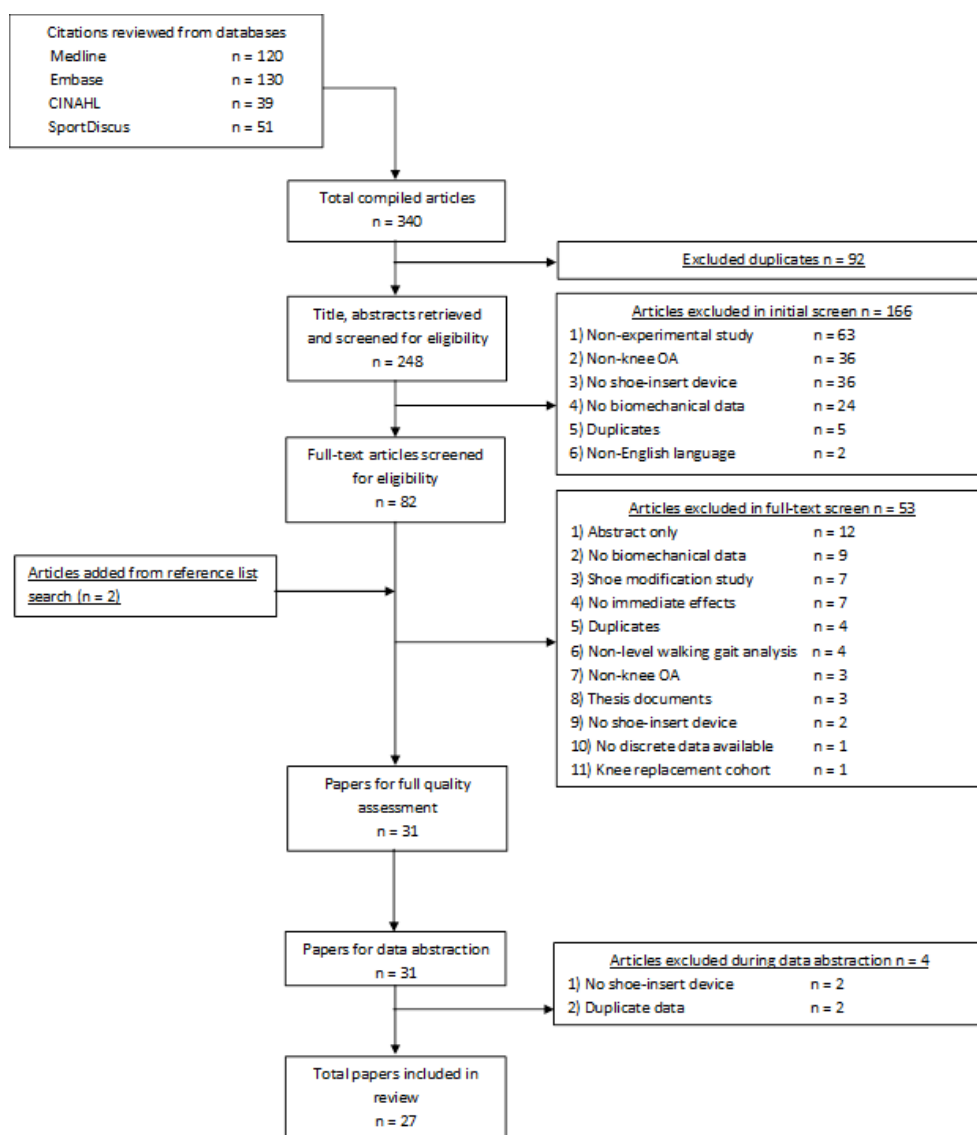 Citations reviewed from databases
Medline n = 120
Embase n = 130
CINAHL n = 39
SportDiscus n = 51
Total compiled articles
n = 340
Excluded duplicates n = 92
Title, abstracts retrieved
and screened for eligibility
n = 248
Articles excluded in initial screen n = 166
1) Non-experimental study n = 63
2) Non-knee OA n = 36
3) No shoe-insert device n = 36
4) No biomechanical data n = 24
5) Duplicates n = 5
6) Non-English language n = 2
Full-text articles screened
for eligibility
n = 82
Articles excluded in full-text screen n = 53
1) Abstract only n = 12
2) No biomechanical data n = 9
3) Shoe modification study n = 7
4) No immediate effects n = 7
5) Duplicates n = 4
6) Non-level walking gait analysis n = 4
7) Non-knee OA n = 3
8) Thesis documents n = 3
9) No shoe-insert device n = 2
10) No discrete data available n = 1
11) Knee replacement cohort n = 1
Articles added from reference list
search (n = 2)
Papers for full quality
assessment
n = 31
Papers for data abstraction
n = 31
Articles excluded during data abstraction n = 4
1) No shoe-insert device n = 2
2) Duplicate data n = 2
Total papers included in
review
n = 27